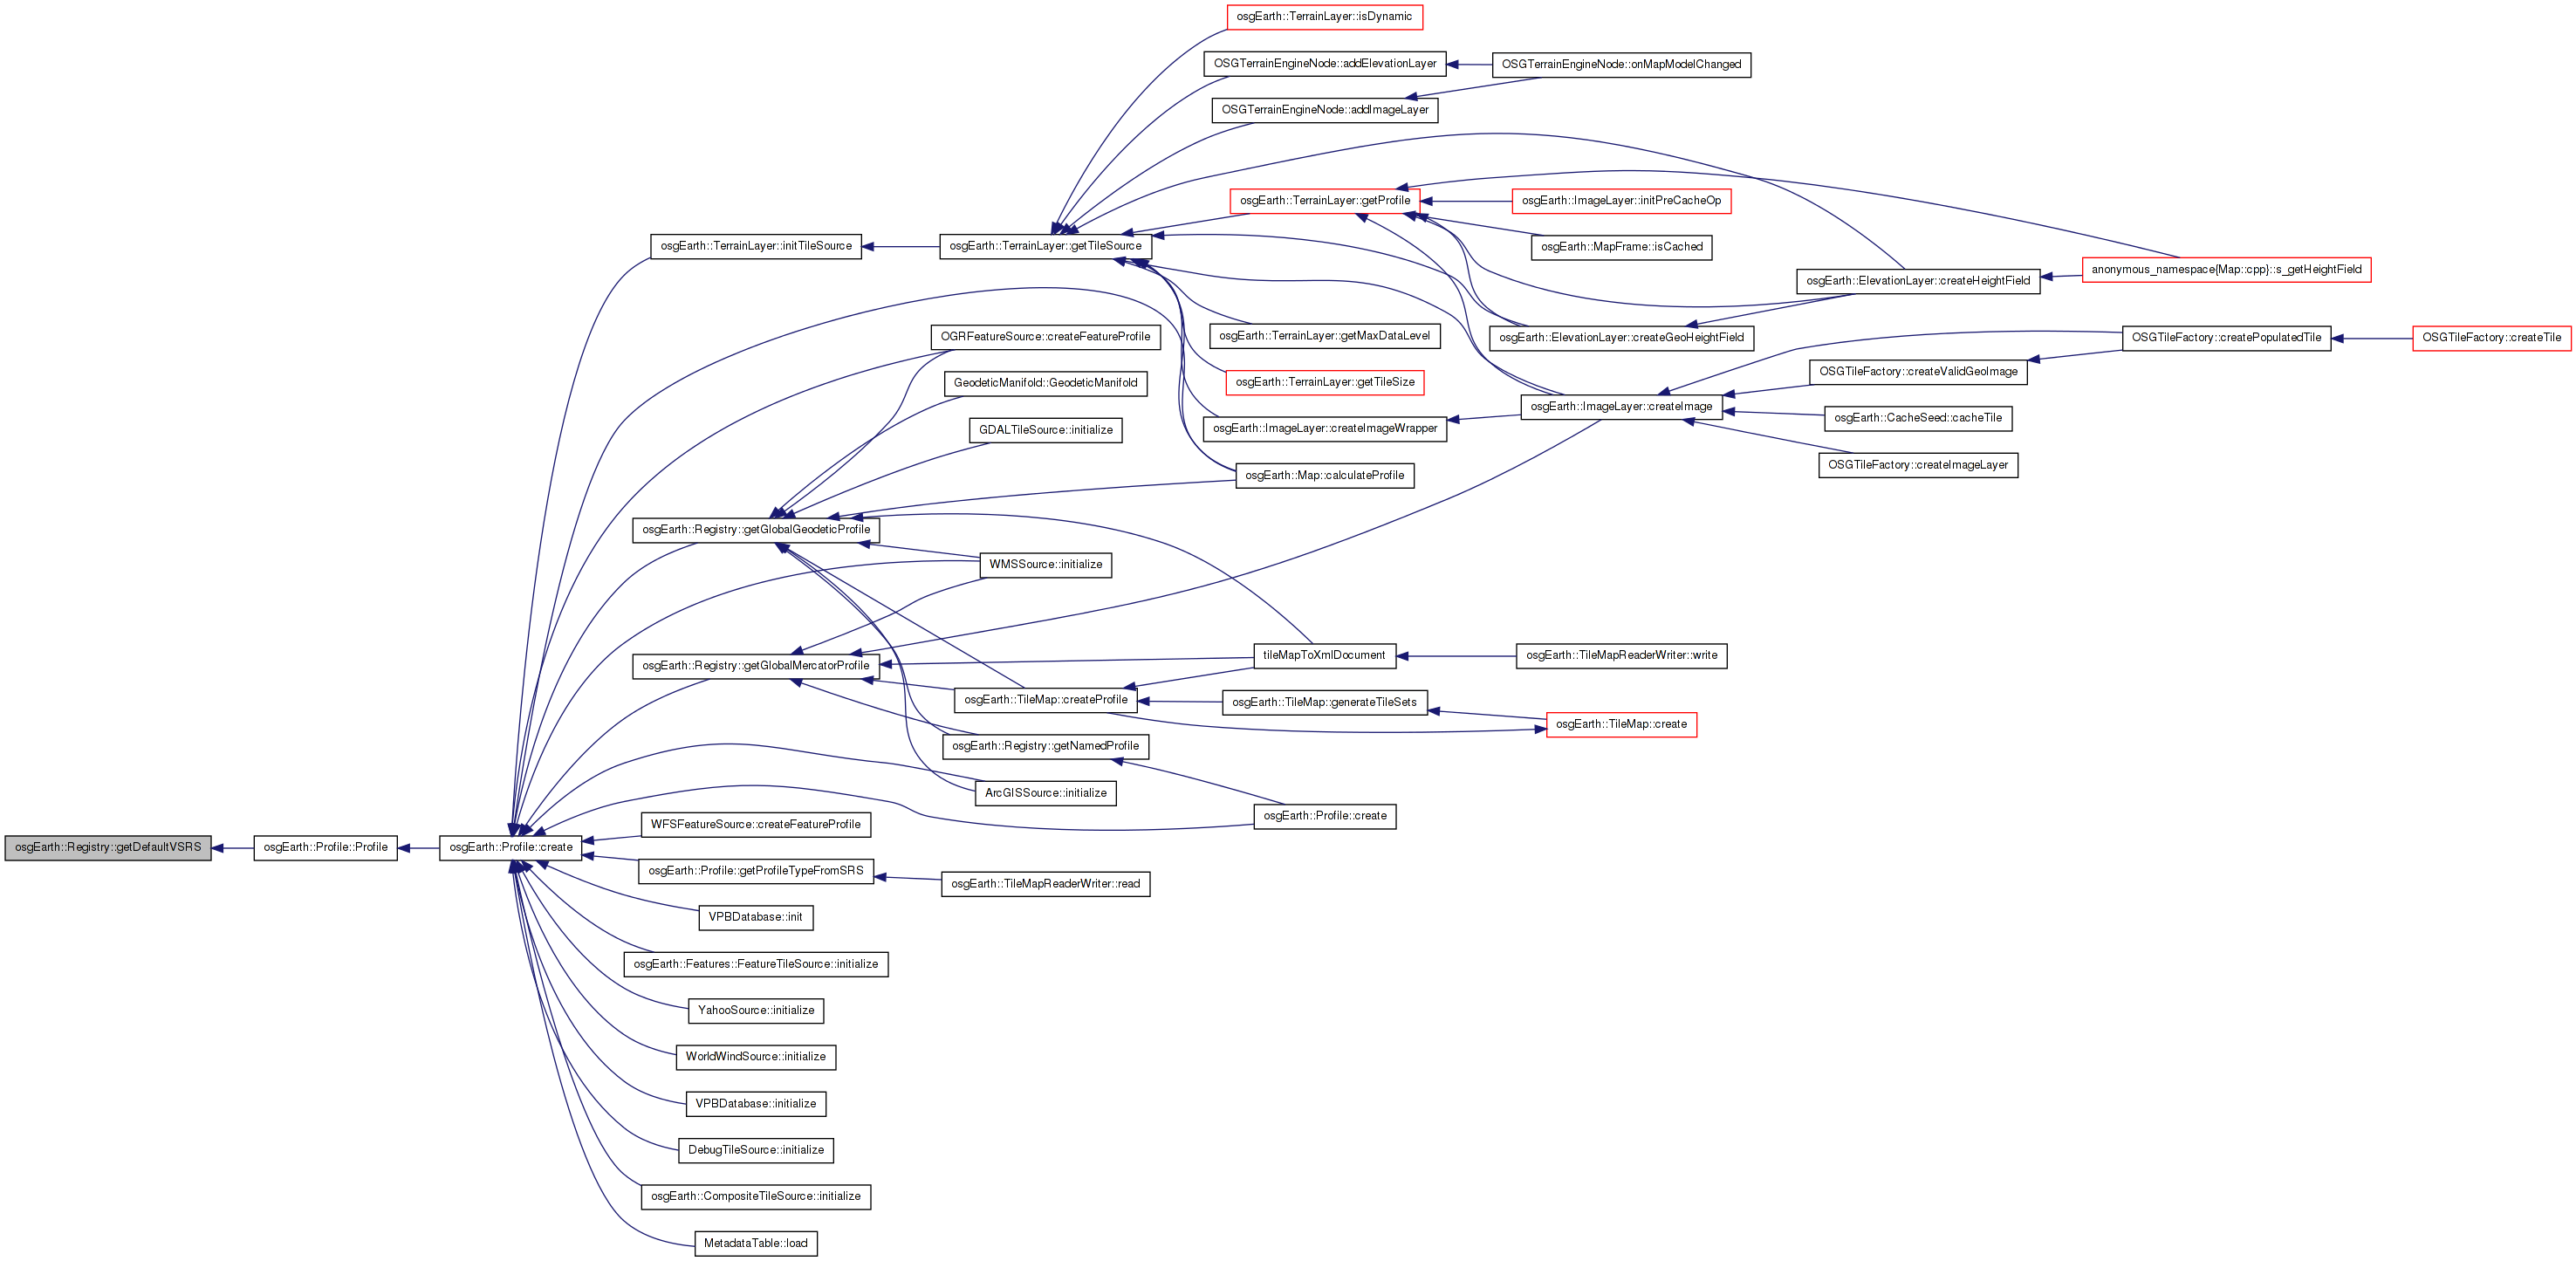 osgEarth::TerrainLayer::isDynamic
OSGTerrainEngineNode::addElevationLayer
OSGTerrainEngineNode::onMapModelChanged
OSGTerrainEngineNode::addImageLayer
osgEarth::TerrainLayer::getProfile
osgEarth::ImageLayer::initPreCacheOp
osgEarth::TerrainLayer::initTileSource
osgEarth::TerrainLayer::getTileSource
osgEarth::MapFrame::isCached
osgEarth::ElevationLayer::createHeightField
anonymous_namespace{Map::cpp}::s_getHeightField
OGRFeatureSource::createFeatureProfile
osgEarth::TerrainLayer::getMaxDataLevel
osgEarth::ElevationLayer::createGeoHeightField
OSGTileFactory::createPopulatedTile
OSGTileFactory::createTile
GeodeticManifold::GeodeticManifold
osgEarth::TerrainLayer::getTileSize
OSGTileFactory::createValidGeoImage
osgEarth::ImageLayer::createImage
osgEarth::CacheSeed::cacheTile
GDALTileSource::initialize
osgEarth::ImageLayer::createImageWrapper
OSGTileFactory::createImageLayer
osgEarth::Map::calculateProfile
osgEarth::Registry::getGlobalGeodeticProfile
WMSSource::initialize
osgEarth::Registry::getGlobalMercatorProfile
tileMapToXmlDocument
osgEarth::TileMapReaderWriter::write
osgEarth::TileMap::createProfile
osgEarth::TileMap::generateTileSets
osgEarth::TileMap::create
osgEarth::Registry::getNamedProfile
ArcGISSource::initialize
osgEarth::Profile::create
WFSFeatureSource::createFeatureProfile
osgEarth::Registry::getDefaultVSRS
osgEarth::Profile::Profile
osgEarth::Profile::create
osgEarth::Profile::getProfileTypeFromSRS
osgEarth::TileMapReaderWriter::read
VPBDatabase::init
osgEarth::Features::FeatureTileSource::initialize
YahooSource::initialize
WorldWindSource::initialize
VPBDatabase::initialize
DebugTileSource::initialize
osgEarth::CompositeTileSource::initialize
MetadataTable::load